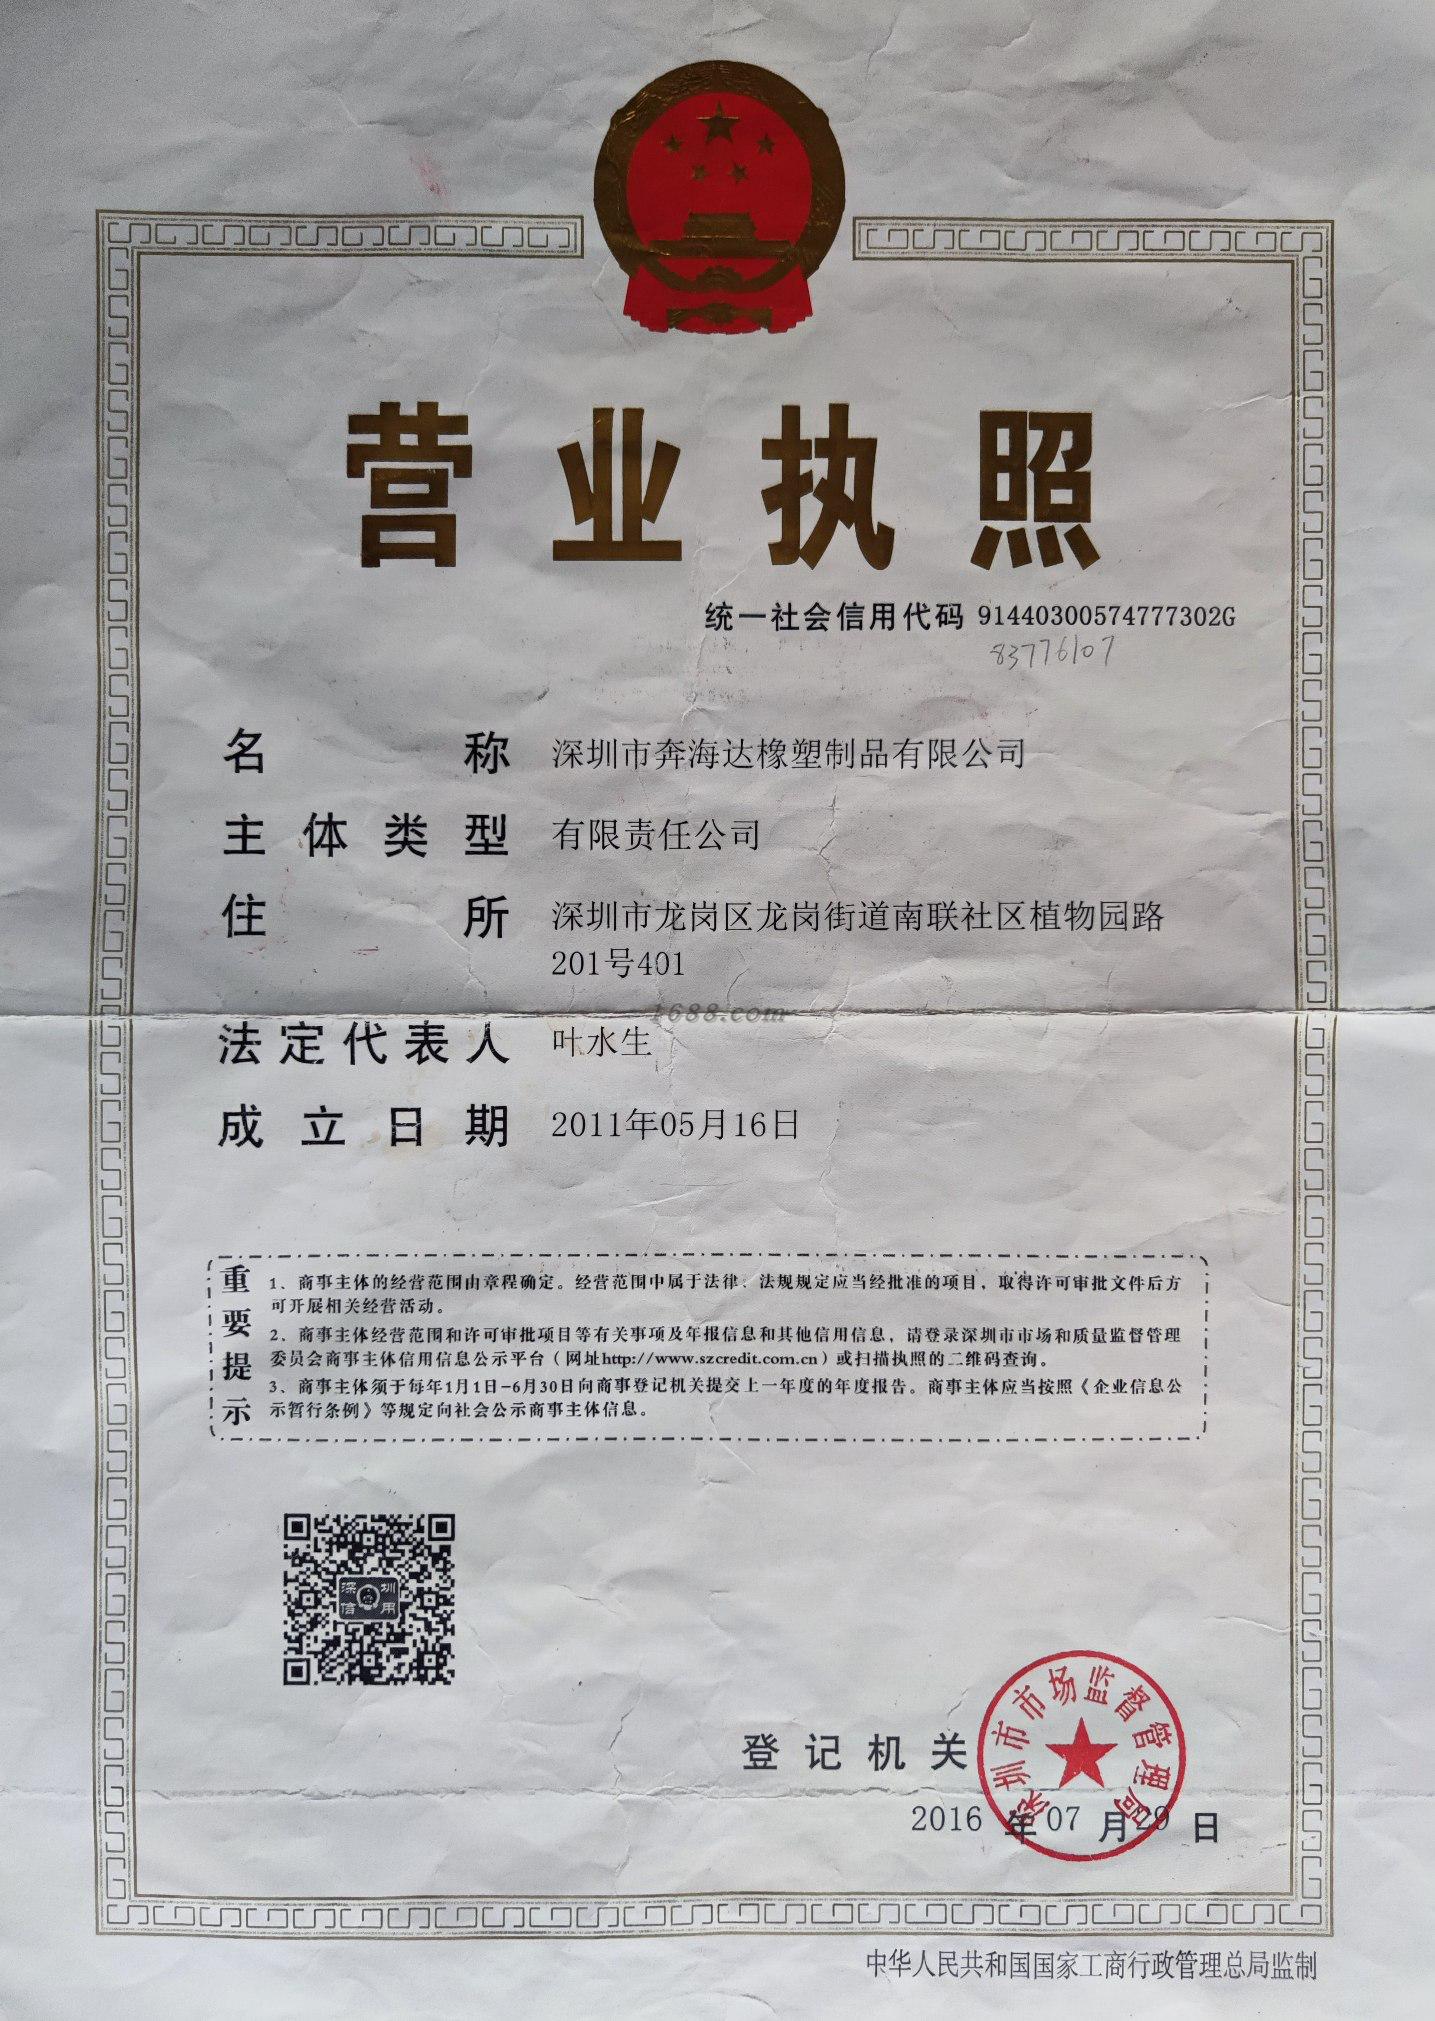 营业执照
统一社会信用代码 91440300574777302G
83776107
名称 深圳市奔海达橡塑制品有限公司
主体类型 有限责任公司
住所 深圳市龙岗区龙岗街道南联社区植物园路
201号401
1688.com
法定代表人 叶水生
成立日期 2011年05月16日
重要提示
1、商事主体的经营范围由章程确定。经营范围中属于法律、法规规定应当经批准的项目，取得许可审批文件后方
可开展相关经营活动。
2、商事主体经营范围和许可审批项目等有关事项及年报信息和其他信用信息，请登录深圳市市场和质量监督管理
委员会商事主体信用信息公示平台（网址http://www.szcredit.com.cn）或扫描执照的二维码查询。
3、商事主体须于每年1月1日-6月30日向商事登记机关提交上一年度的年度报告。商事主体应当按照《企业信息公
示暂行条例》等规定向社会公示商事主体信息。
深圳
信用
登记机关
深圳市市场监督管理局
2016年07月29日
中华人民共和国国家工商行政管理总局监制